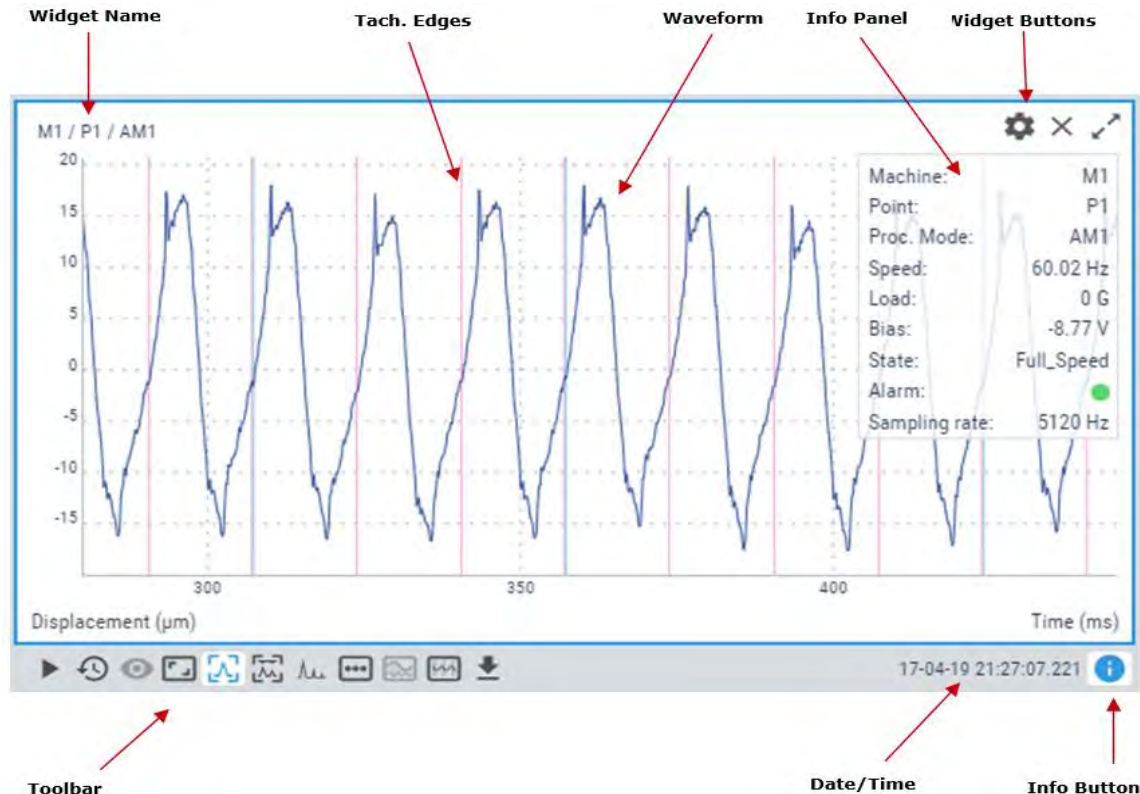 Widget Name
Tach. Edges
Waveform
Info Panel
Widget Buttons
M1 / P1 / AM1
20
15
10
5
0
-5
-10
-15
Machine: M1
Point: P1
Proc. Mode: AM1
Speed: 60.02 Hz
Load: 0 G
Bias: -8.77 V
State: Full_Speed
Alarm:
Sampling rate: 5120 Hz
300
350
400
Displacement (µm)
Time (ms)
17-04-19 21:27:07.221
Toolbar
Date/Time
Info Button